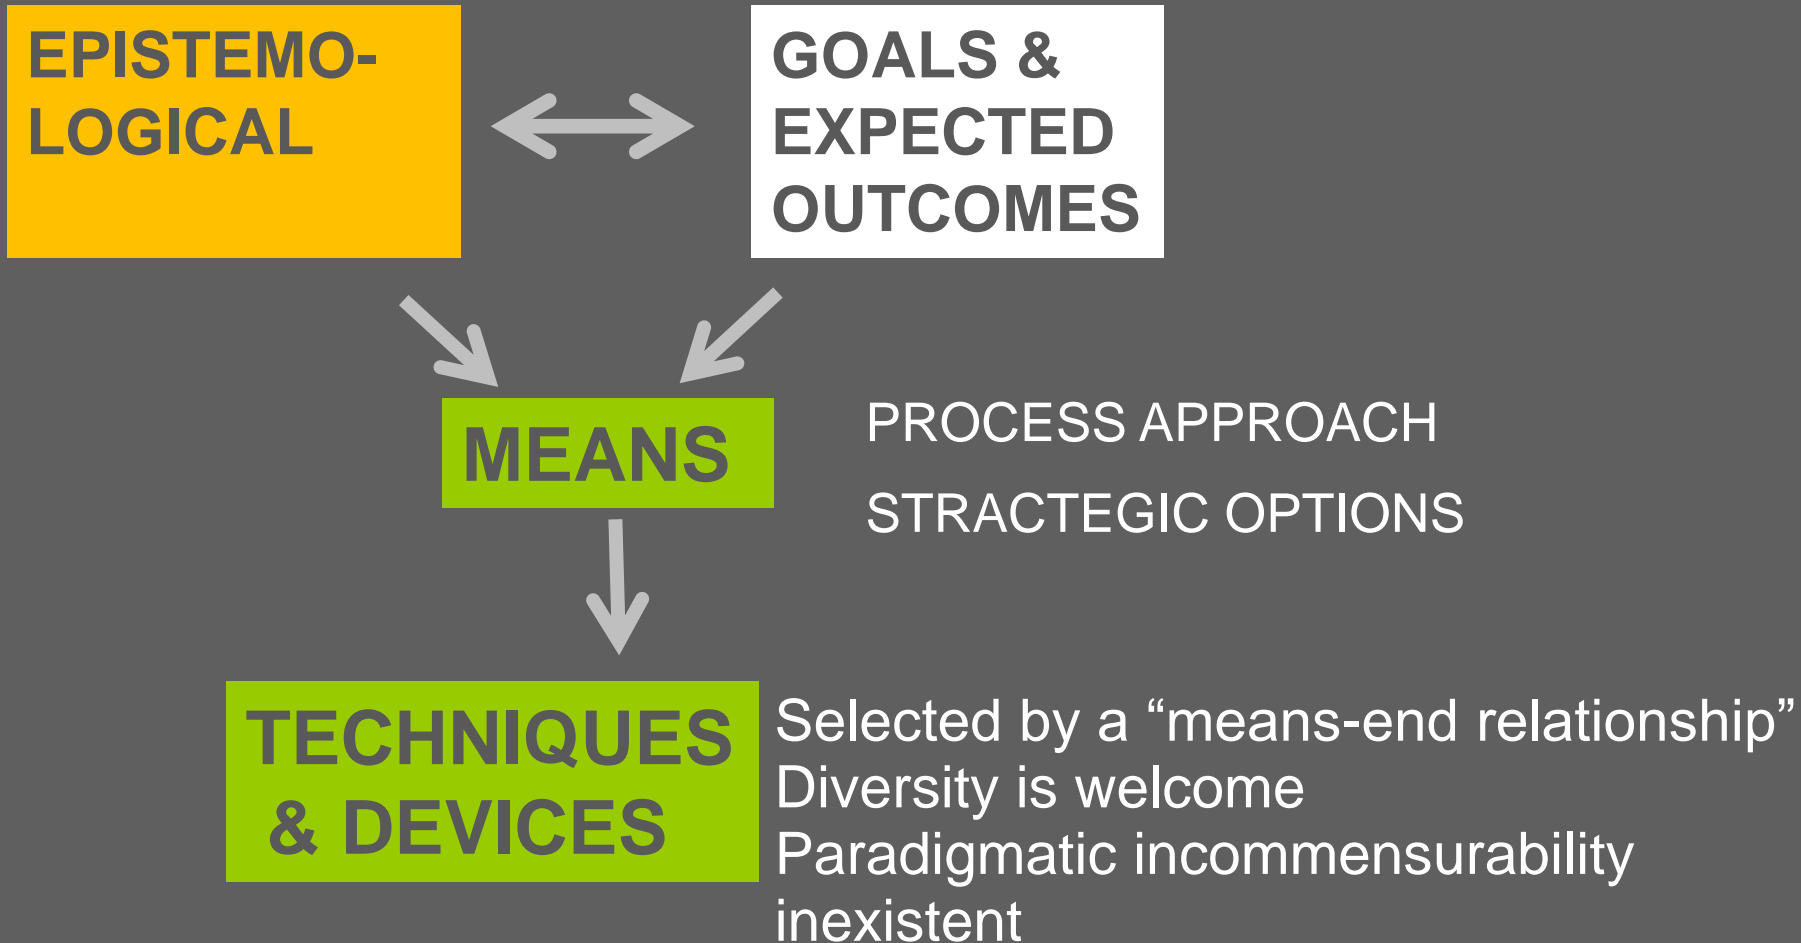 EPISTEMO-
LOGICAL
GOALS &
EXPECTED
OUTCOMES
MEANS
PROCESS APPROACH
STRACTEGIC OPTIONS
TECHNIQUES
& DEVICES
Selected by a “means-end relationship”
Diversity is welcome
Paradigmatic incommensurability
inexistent